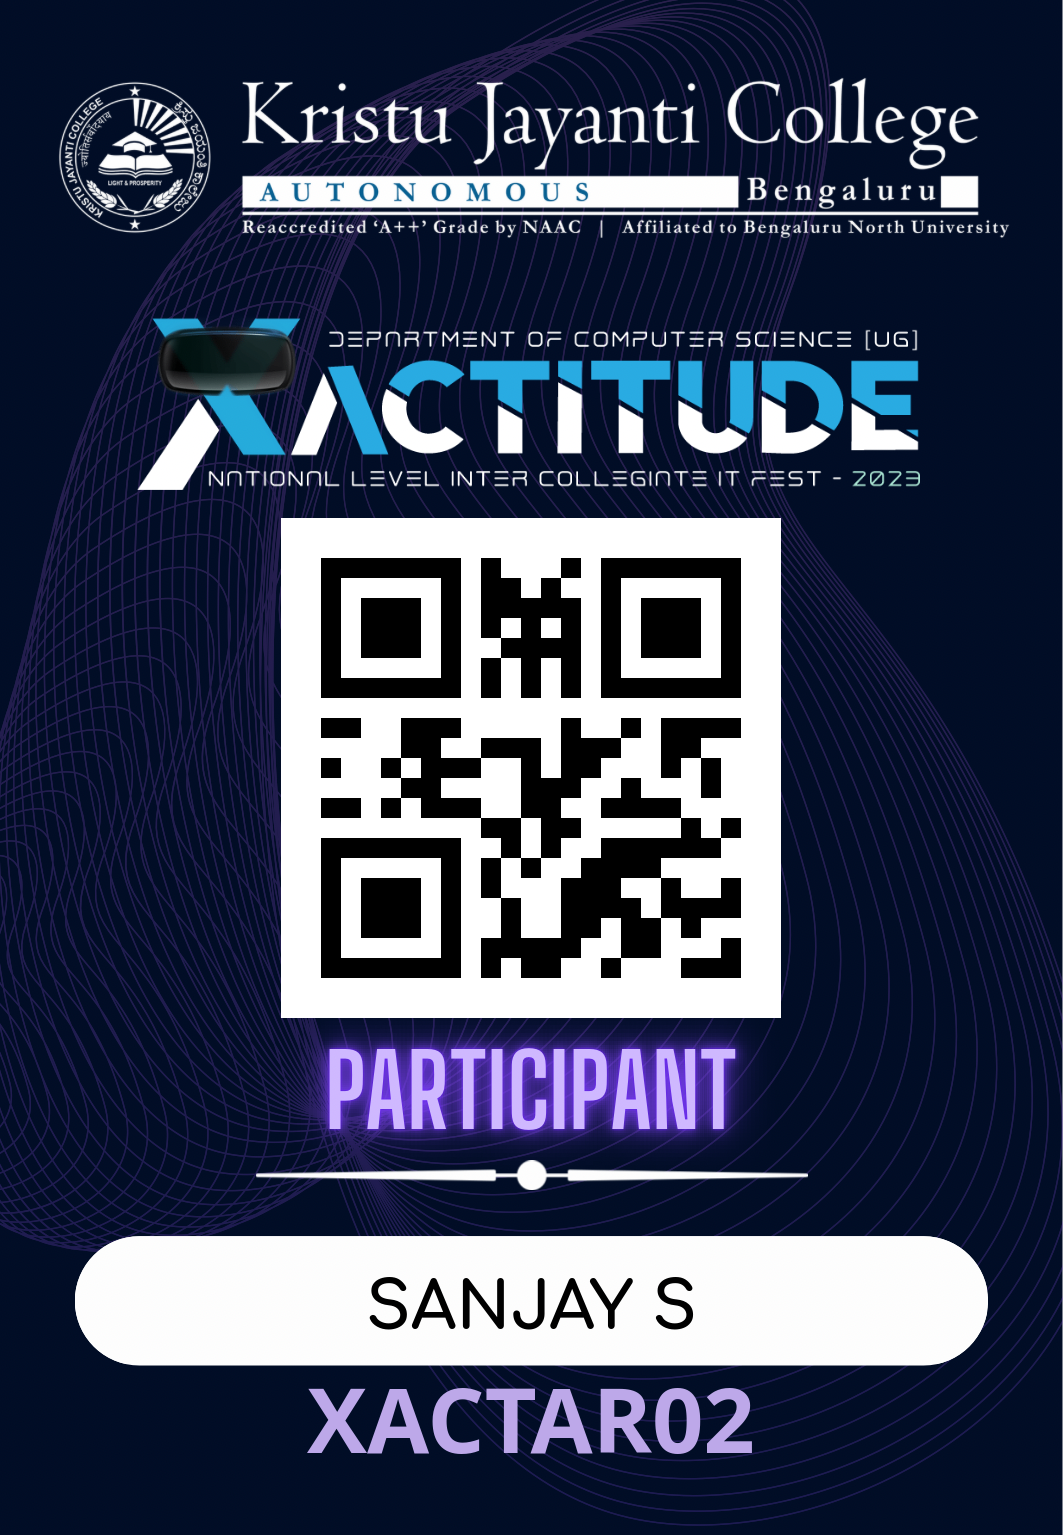 Kristu Jayanti College
AUTONOMOUS Bengaluru
Reaccredited ‘A++’ Grade by NAAC | Affiliated to Bengaluru North University
KRISTU JAYANTI COLLEGE
LIGHT & PROSPERITY
DEPARTMENT OF COMPUTER SCIENCE [UG]
XACTITUDE
NATIONAL LEVEL INTER COLLEGIATE IT FEST - 2023
PARTICIPANT
SANJAY S
XACTAR02